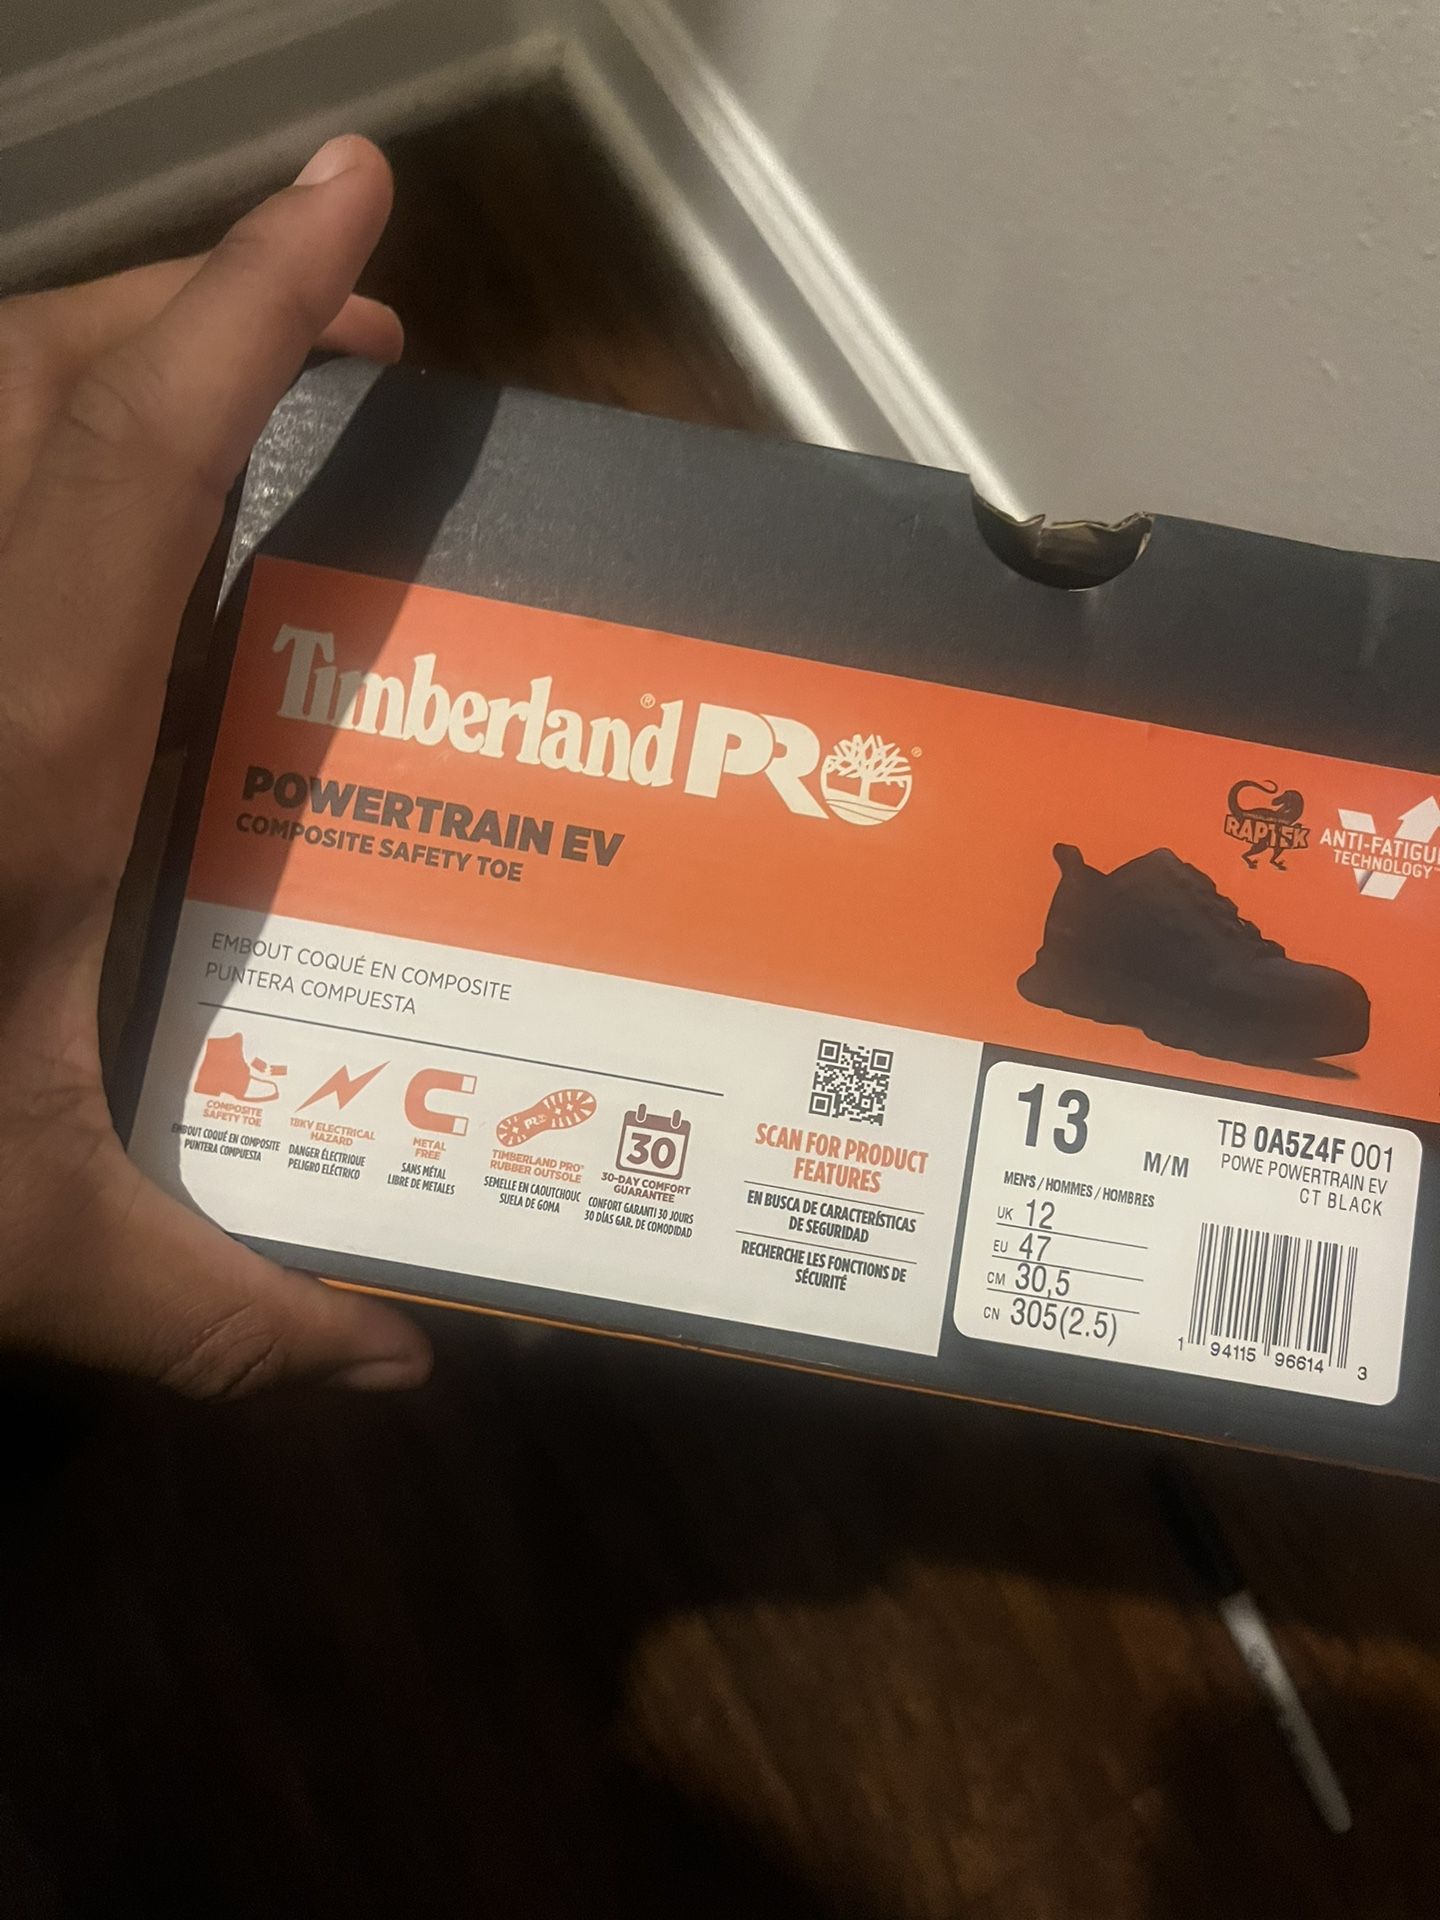 Timberland® PRO®
POWERTRAIN EV
COMPOSITE SAFETY TOE
RAPTEK
ANTI-FATIGU
TECHNOLOGY™
EMBOUT COQUÉ EN COMPOSITE
PUNTERA COMPUESTA
COMPOSITE
SAFETY TOE
EMBOUT COQUÉ EN COMPOSITE
PUNTERA COMPUESTA
18KV ELECTRICAL
HAZARD
DANGER ÉLECTRIQUE
PELIGRO ELÉCTRICO
METAL
FREE
SANS MÉTAL
LIBRE DE METALES
PRO
TIMBERLAND PRO®
RUBBER OUTSOLE
SEMELLE EN CAOUTCHOUC
SUELA DE GOMA
30
30-DAY COMFORT
GUARANTEE
CONFORT GARANTI 30 JOURS
30 DÍAS GAR. DE COMODIDAD
SCAN FOR PRODUCT
FEATURES
EN BUSCA DE CARACTERÍSTICAS
DE SEGURIDAD
RECHERCHE LES FONCTIONS DE
SÉCURITÉ
13 M/M
MEN'S / HOMMES / HOMBRES
UK 12
EU 47
CM 30,5
CN 305(2.5)
TB 0A5Z4F 001
POWE POWERTRAIN EV
CT BLACK
1 94115 96614 3